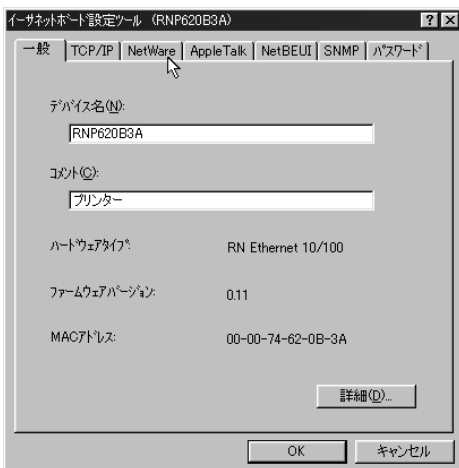 イーサネットボード設定ツール (RNP620B3A)
一般 TCP/IP NetWare AppleTalk NetBEUI SNMP パスワード
デバイス名(N):
RNP620B3A
コメント(C):
プリンター
ハードウェアタイプ: RN Ethernet 10/100
ファームウェアバージョン: 0.11
MACアドレス: 00-00-74-62-0B-3A
詳細(D)...
OK キャンセル